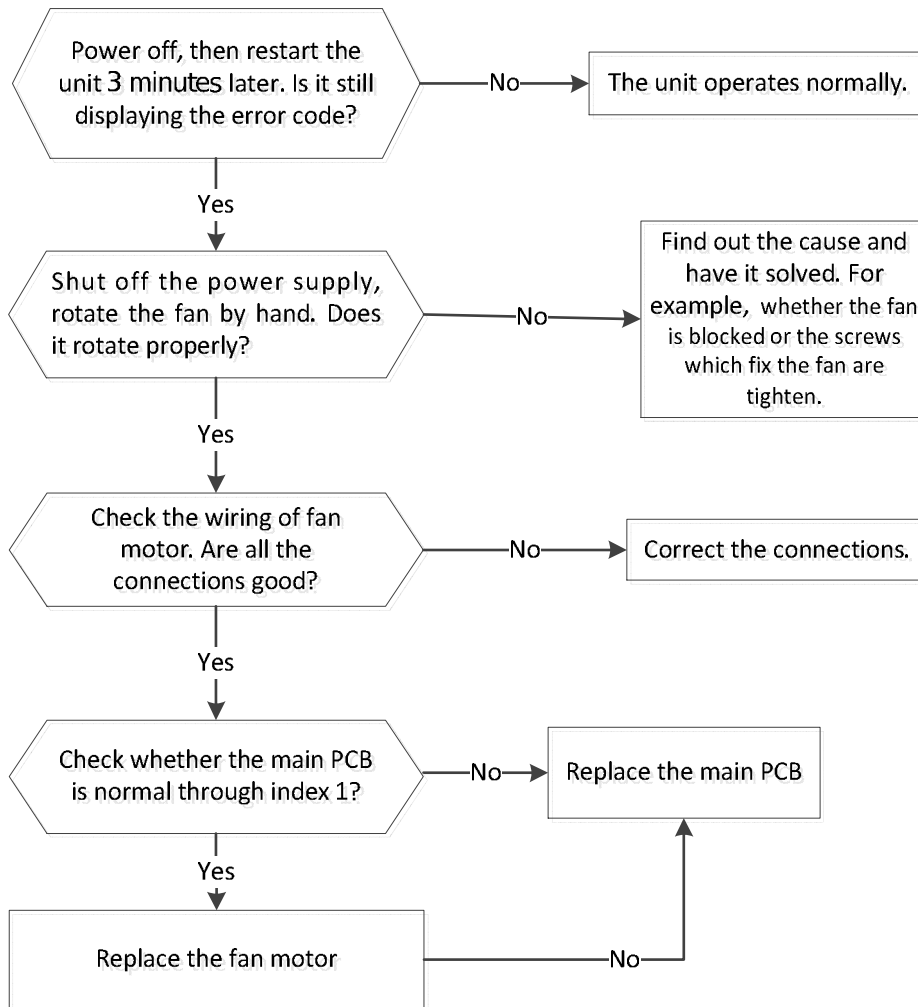 Power off, then restart the
unit 3 minutes later. Is it still
displaying the error code?
No
The unit operates normally.
Yes
Shut off the power supply,
rotate the fan by hand. Does
it rotate properly?
No
Find out the cause and
have it solved. For
example, whether the fan
is blocked or the screws
which fix the fan are
tighten.
Yes
Check the wiring of fan
motor. Are all the
connections good?
No
Correct the connections.
Yes
Check whether the main PCB
is normal through index 1?
No
Replace the main PCB
Yes
Replace the fan motor
No